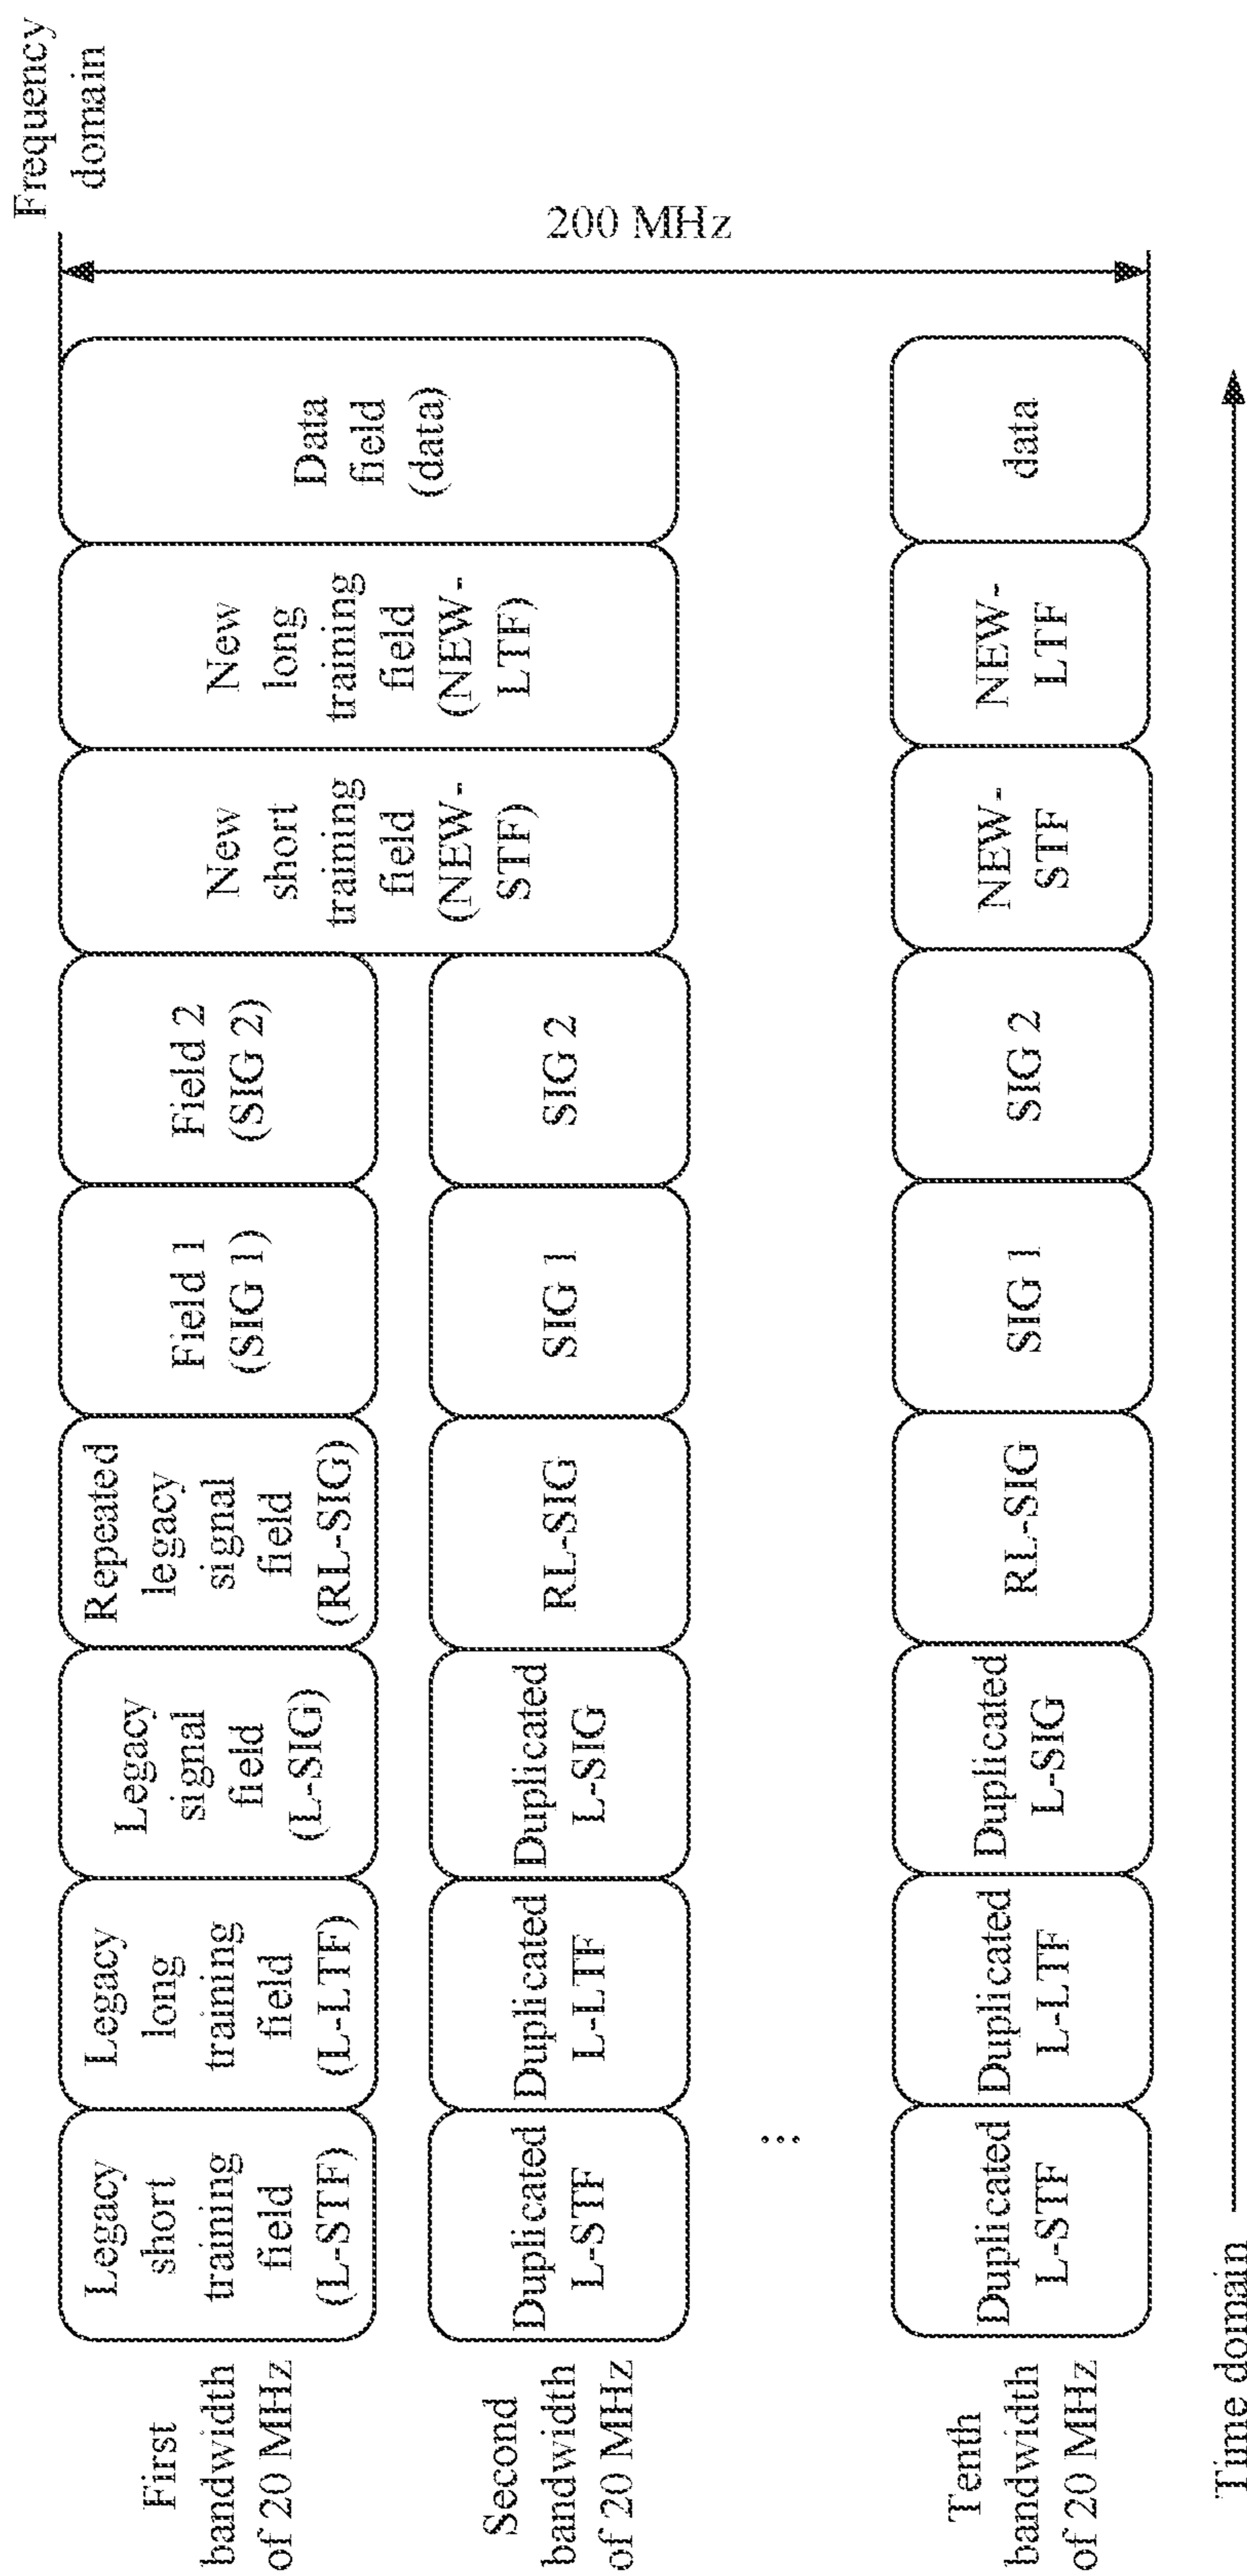 Frequency
domain
200 MHz
First
bandwidth
of 20 MHz
Legacy
short
training
field
(L-STF)
Legacy
long
training
field
(L-LTF)
Legacy
signal
field
(L-SIG)
Repeated
legacy
signal
field
(RL-SIG)
Field 1
(SIG 1)
Field 2
(SIG 2)
New
short
training
field
(NEW-
STF)
New
long
training
field
(NEW-
LTF)
Data
field
(data)
Second
bandwidth
of 20 MHz
Duplicated
L-STF
Duplicated
L-LTF
Duplicated
L-SIG
RL-SIG
SIG 1
SIG 2
...
Tenth
bandwidth
of 20 MHz
Duplicated
L-STF
Duplicated
L-LTF
Duplicated
L-SIG
RL-SIG
SIG 1
SIG 2
NEW-
STF
NEW-
LTF
data
Time domain